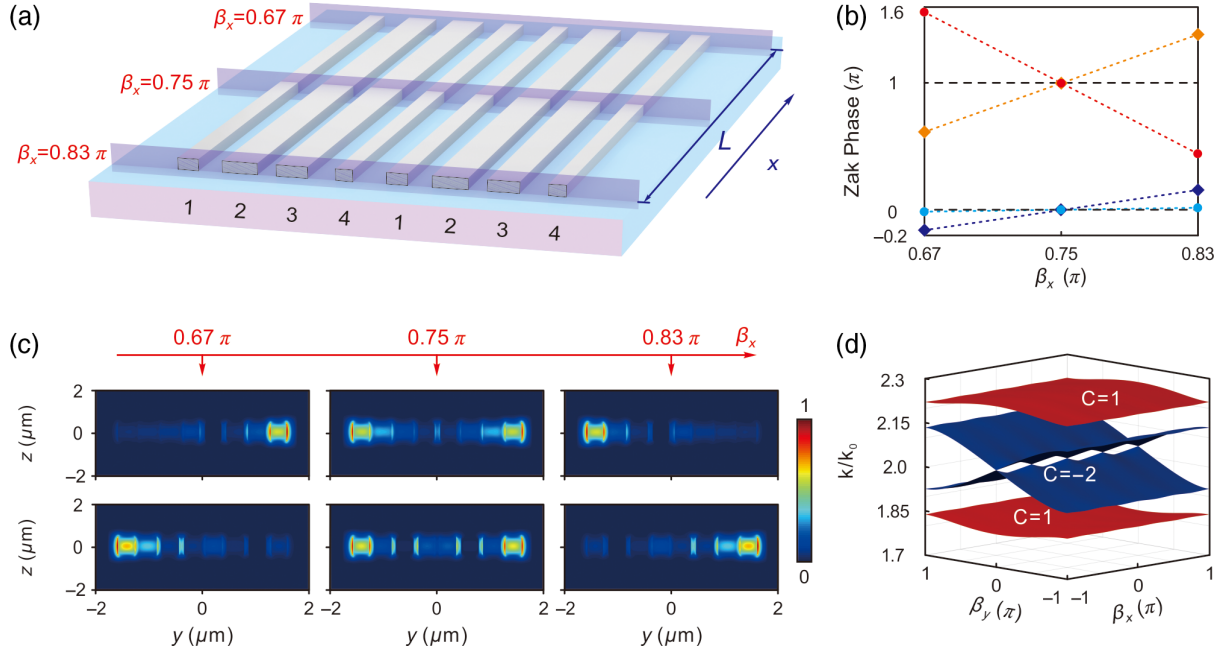 (a)
βx=0.67 π
βx=0.75 π
βx=0.83 π
L
x
1 2 3 4 1 2 3 4
(b)
Zak Phase (π)
1.6
1
0
−0.2
0.67 0.75 0.83
βx (π)
(c)
0.67 π 0.75 π 0.83 π βx
2
0
−2
z (μm)
2
0
−2
z (μm)
−2 0 2 −2 0 2 −2 0 2
y (μm) y (μm) y (μm)
1
0
(d)
k/k0
2.3
2.15
2.0
1.85
1.7
C=1
C=−2
C=1
1 0 −1 −1 0 1
βy (π) βx (π)